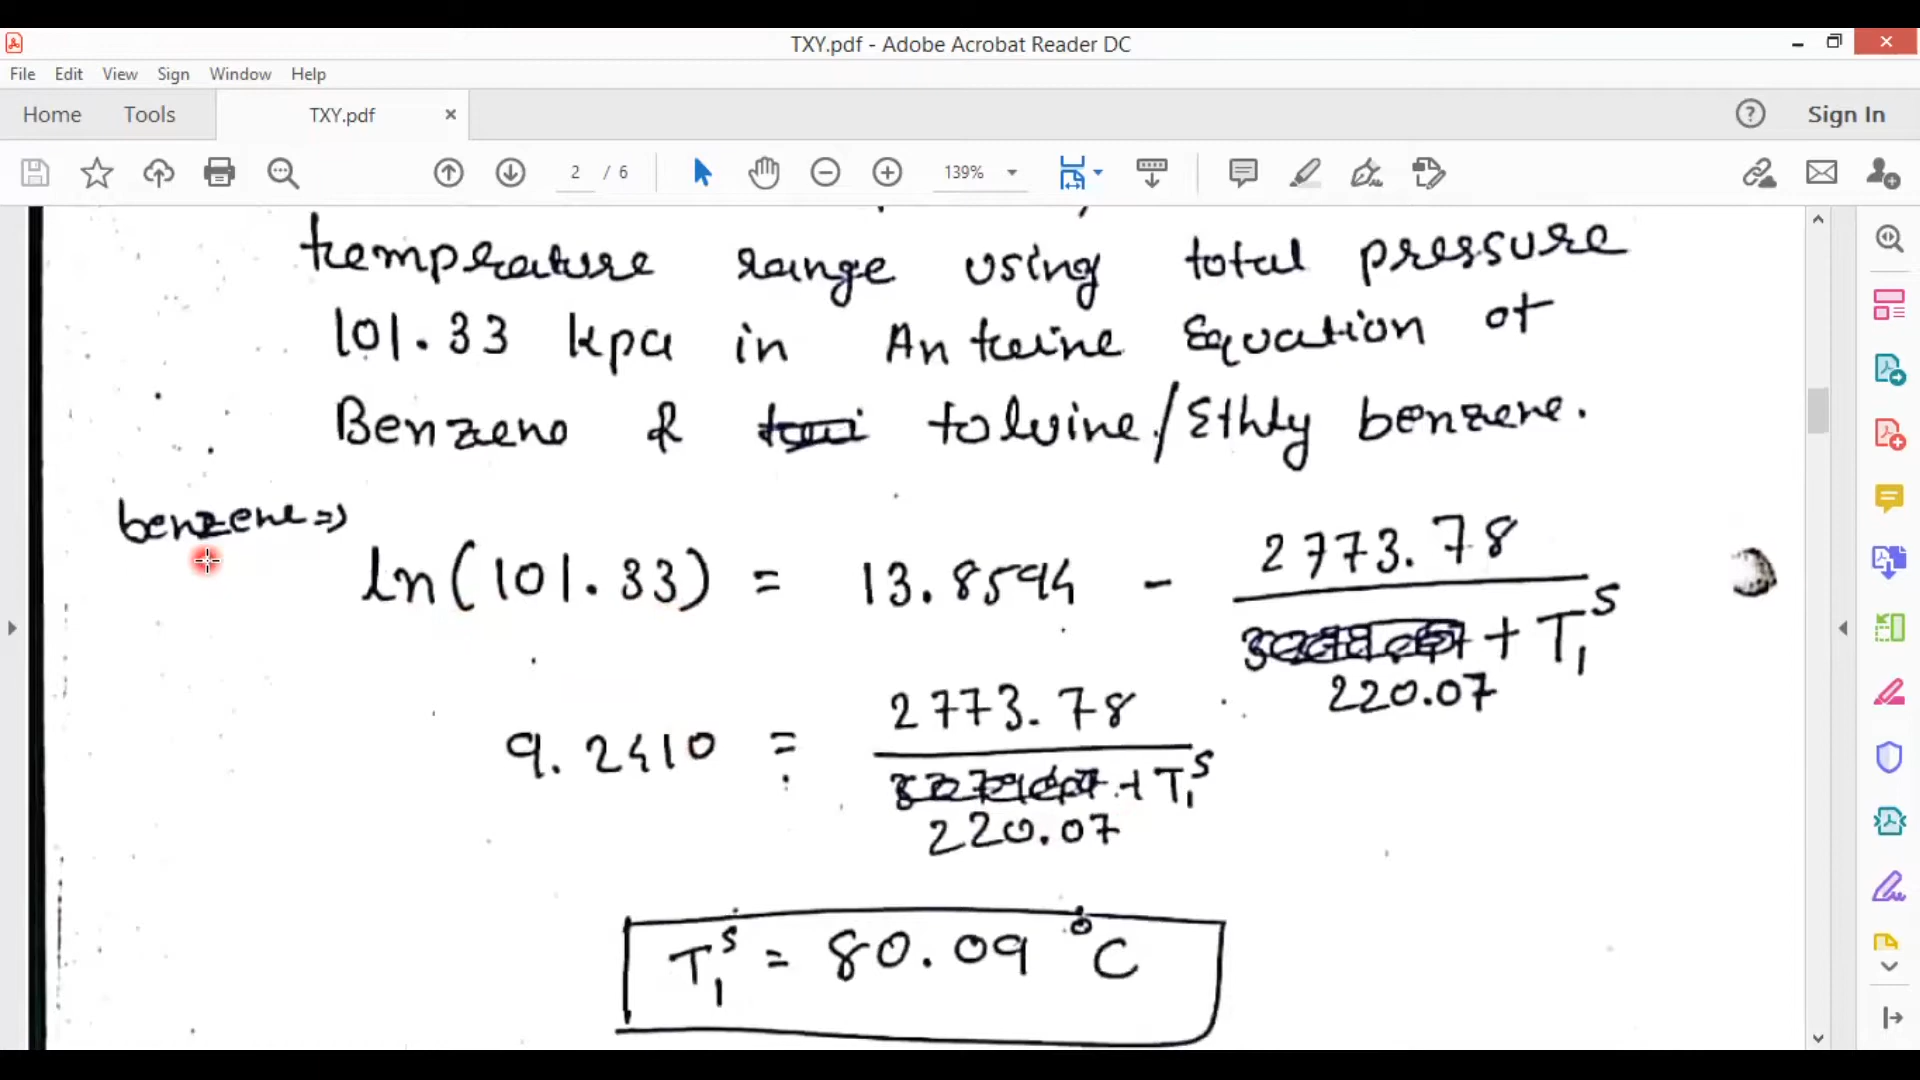 TXY.pdf - Adobe Acrobat Reader DC
File Edit View Sign Window Help
Home Tools TXY.pdf × Sign In
2 / 6 139%
temperature range using total pressure
101.33 kpa in Antoine Equation of
Benzene & toluine/Ethly benzene.
benzene ⇒
ln(101.33) = 13.8594 - 2773.78
+ T₁ˢ
220.07
9.2410 = 2773.78
+ T₁ˢ
220.07
T₁ˢ = 80.09 °C